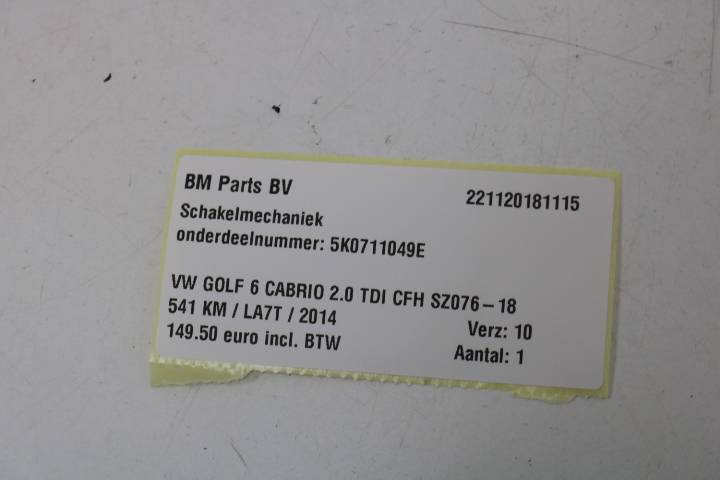 BM Parts BV 221120181115
Schakelmechaniek
onderdeelnummer: 5K0711049E
VW GOLF 6 CABRIO 2.0 TDI CFH SZ076-18
541 KM / LA7T / 2014 Verz: 10
149.50 euro incl. BTW Aantal: 1